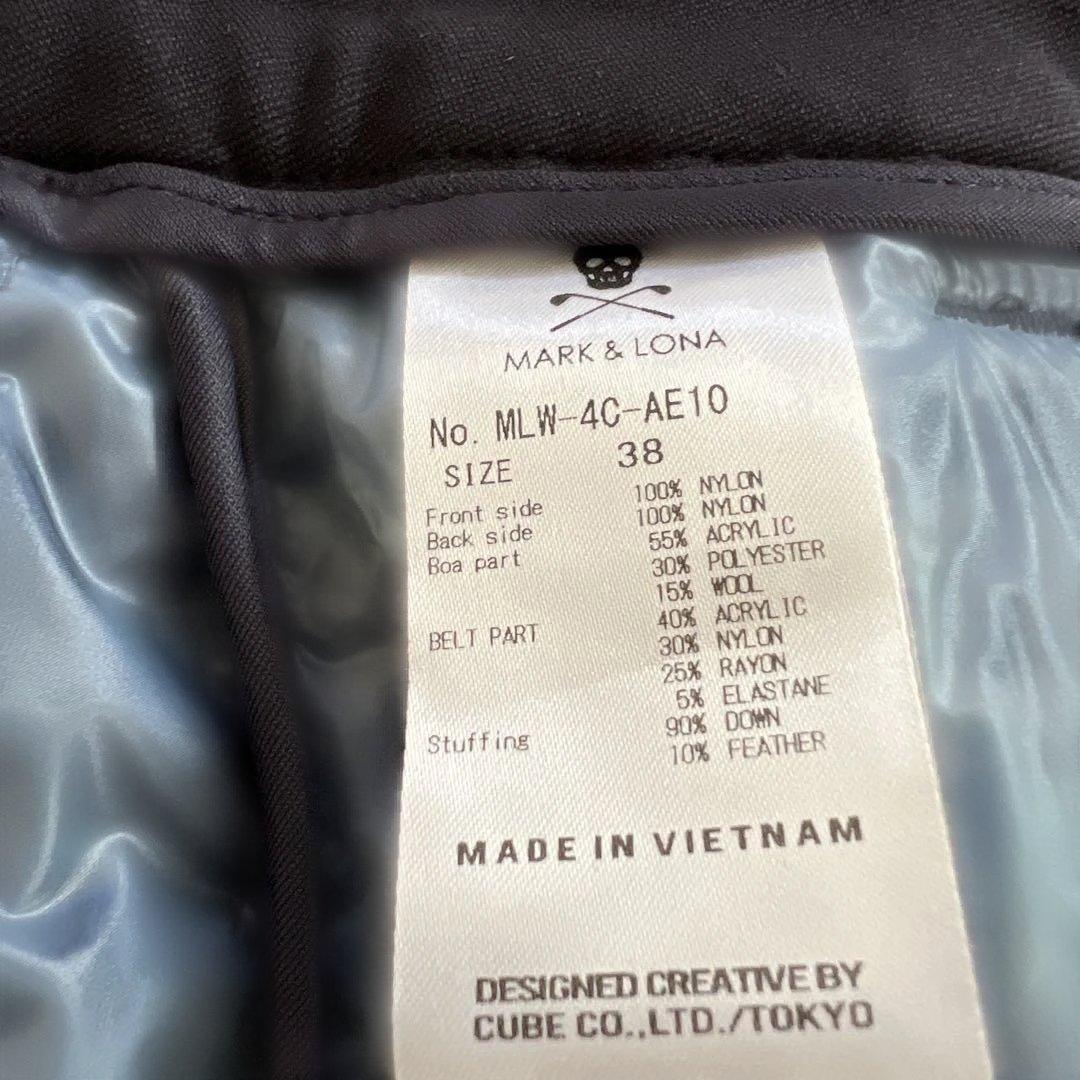 MARK & LONA
No. MLW-4C-AE10
SIZE 38
Front side 100% NYLON
Back side 100% NYLON
Boa part 55% ACRYLIC
30% POLYESTER
15% WOOL
BELT PART 40% ACRYLIC
30% NYLON
25% RAYON
5% ELASTANE
Stuffing 90% DOWN
10% FEATHER
MADE IN VIETNAM
DESIGNED CREATIVE BY
CUBE CO.,LTD./TOKYO